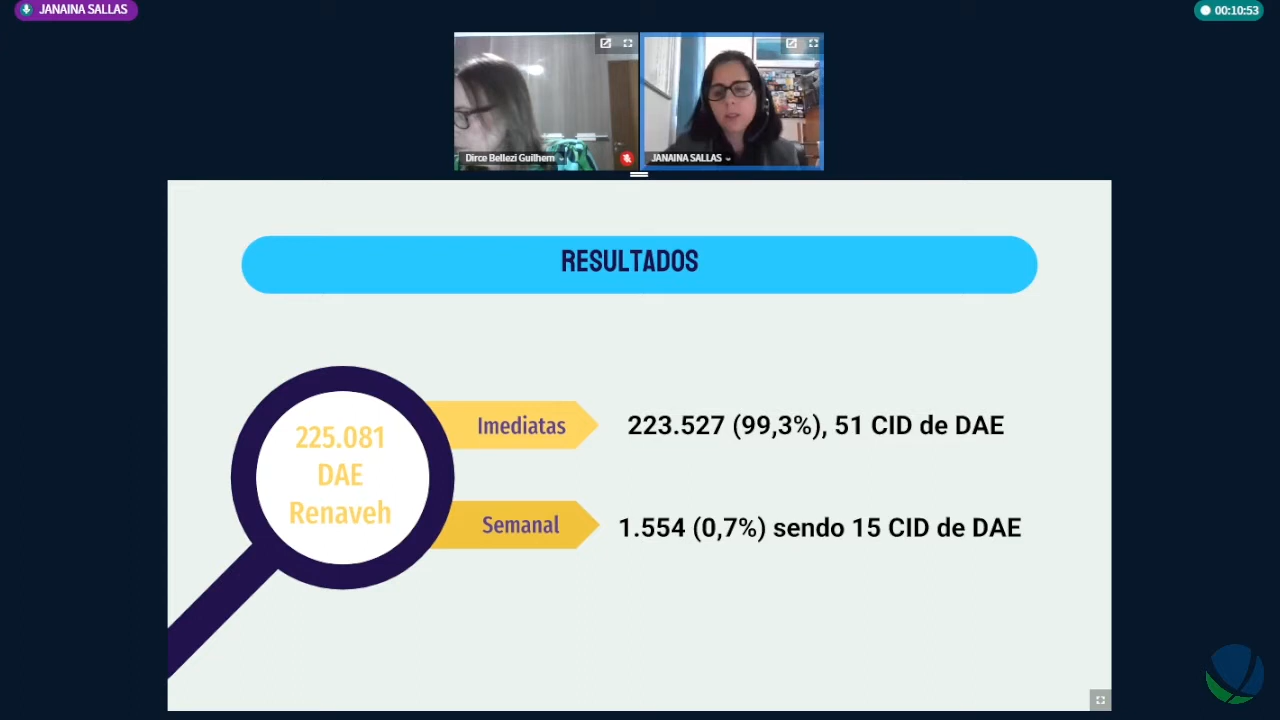 JANAINA SALLAS
00:10:53
Dirce Bellezi Guilhem
JANAINA SALLAS
RESULTADOS
225.081
DAE
Renaveh
Imediatas
223.527 (99,3%), 51 CID de DAE
Semanal
1.554 (0,7%) sendo 15 CID de DAE